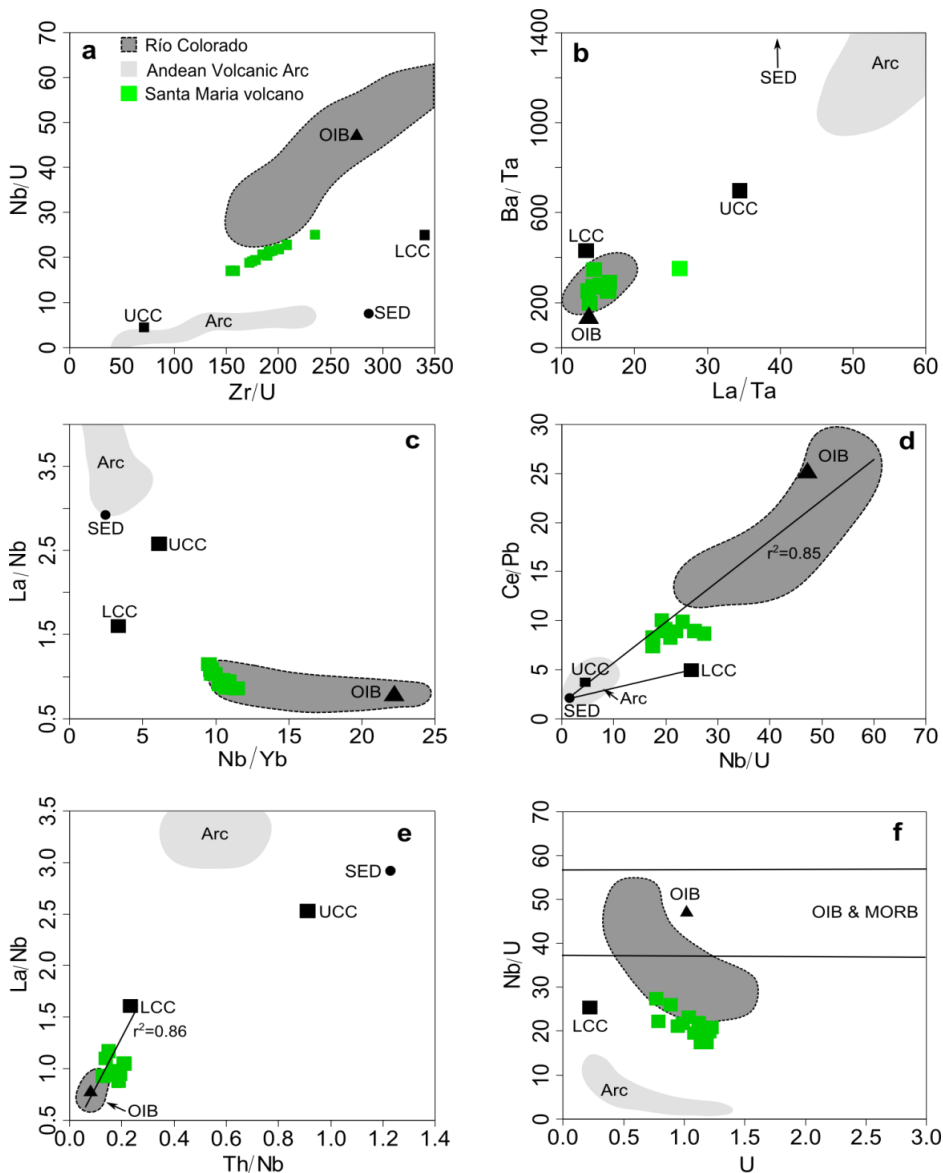 a
Río Colorado
Andean Volcanic Arc
Santa Maria volcano
OIB
LCC
UCC
Arc
SED
Nb/U
70
60
50
40
30
20
10
0
0 50 100 150 200 250 300 350
Zr/U
b
SED
Arc
UCC
LCC
OIB
Ba/Ta
1400
1000
600
400
200
0
10 20 30 40 50 60
La/Ta
c
Arc
SED
UCC
LCC
OIB
La/Nb
3.5
2.5
1.5
0.5
0 5 10 15 20 25
Nb/Yb
d
OIB
r²=0.85
UCC
LCC
SED
Arc
Ce/Pb
30
25
20
15
10
5
0
0 10 20 30 40 50 60 70
Nb/U
e
Arc
SED
UCC
LCC
r²=0.86
OIB
La/Nb
3.5
3.0
2.5
2.0
1.5
1.0
0.5
0.0 0.2 0.4 0.6 0.8 1.0 1.2 1.4
Th/Nb
f
OIB
OIB & MORB
LCC
Arc
Nb/U
70
60
50
40
30
20
10
0
0.0 0.5 1.0 1.5 2.0 2.5 3.0
U